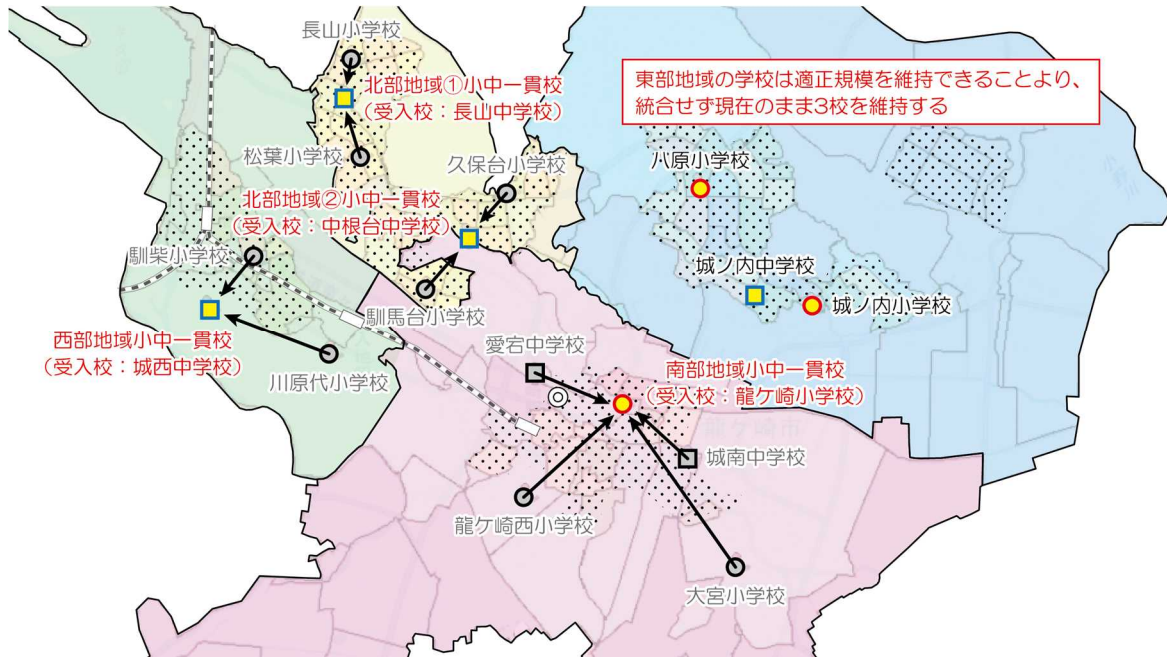 長山小学校
北部地域①小中一貫校
（受入校：長山中学校）
東部地域の学校は適正規模を維持できることより、
統合せず現在のまま3校を維持する
松葉小学校
久保台小学校
八原小学校
北部地域②小中一貫校
（受入校：中根台中学校）
馴柴小学校
城ノ内中学校
城ノ内小学校
馴馬台小学校
西部地域小中一貫校
（受入校：城西中学校）
川原代小学校
愛宕中学校
南部地域小中一貫校
（受入校：龍ケ崎小学校）
龍ケ崎市
城南中学校
龍ケ崎西小学校
大宮小学校